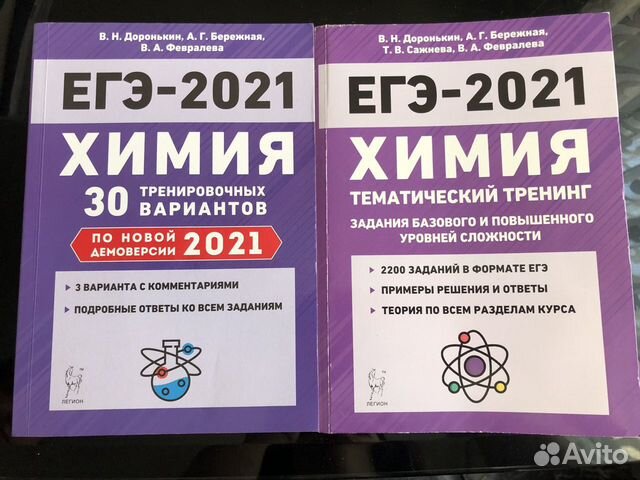 В. Н. Доронькин, А. Г. Бережная,
В. А. Февралева
ЕГЭ-2021
ХИМИЯ
30 ТРЕНИРОВОЧНЫХ
ВАРИАНТОВ
ПО НОВОЙ
ДЕМОВЕРСИИ 2021
• 3 ВАРИАНТА С КОММЕНТАРИЯМИ
• ПОДРОБНЫЕ ОТВЕТЫ КО ВСЕМ ЗАДАНИЯМ
ЛЕГИОН
В. Н. Доронькин, А. Г. Бережная,
Т. В. Сажнева, В. А. Февралева
ЕГЭ-2021
ХИМИЯ
ТЕМАТИЧЕСКИЙ ТРЕНИНГ
ЗАДАНИЯ БАЗОВОГО И ПОВЫШЕННОГО
УРОВНЕЙ СЛОЖНОСТИ
• 2200 ЗАДАНИЙ В ФОРМАТЕ ЕГЭ
• ПРИМЕРЫ РЕШЕНИЯ И ОТВЕТЫ
• ТЕОРИЯ ПО ВСЕМ РАЗДЕЛАМ КУРСА
ЛЕГИОН
Avito